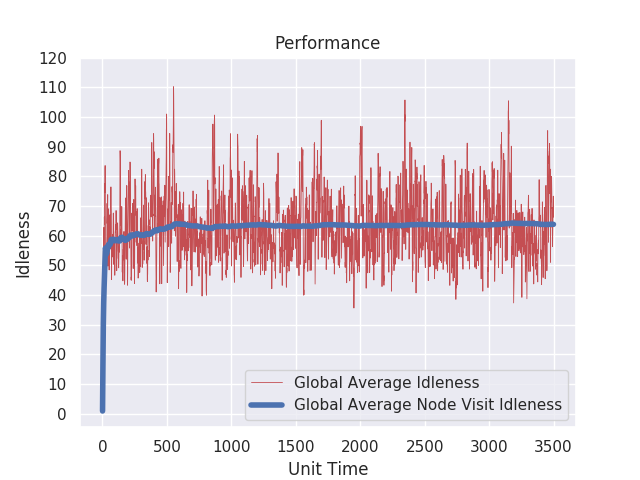 Performance
120
110
100
90
80
70
60
50
40
30
20
10
0
Idleness
Global Average Idleness
Global Average Node Visit Idleness
0 500 1000 1500 2000 2500 3000 3500
Unit Time